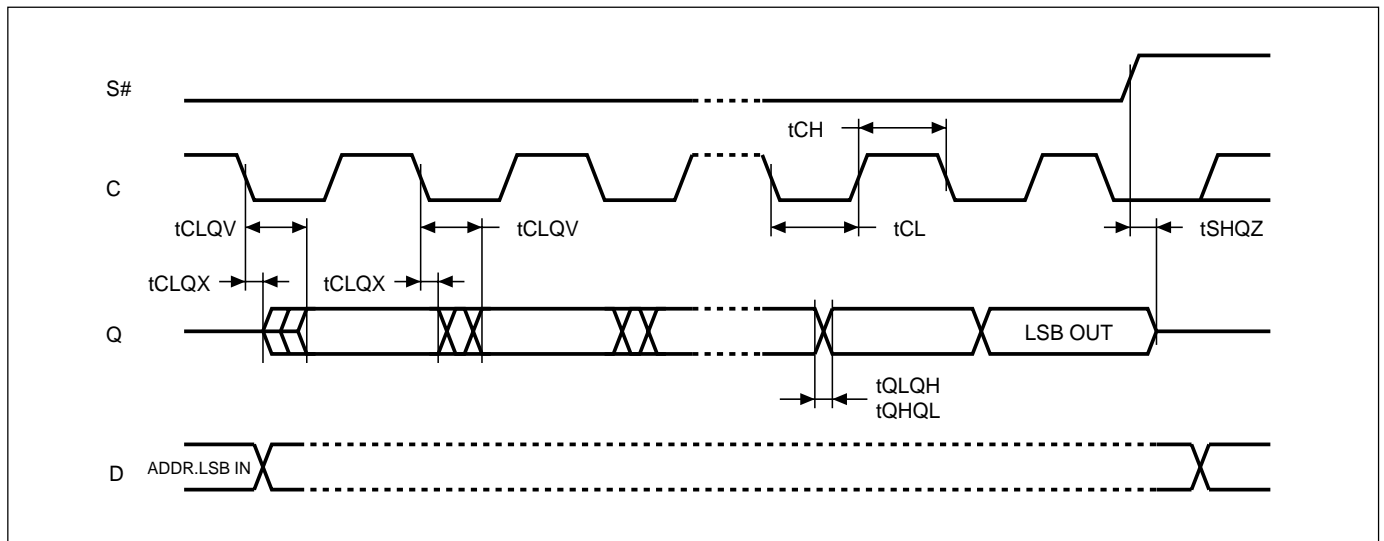 S#
tCH
C
tCLQV
tCLQV
tCL
tSHQZ
tCLQX
tCLQX
Q
LSB OUT
tQLQH
tQHQL
D
ADDR.LSB IN